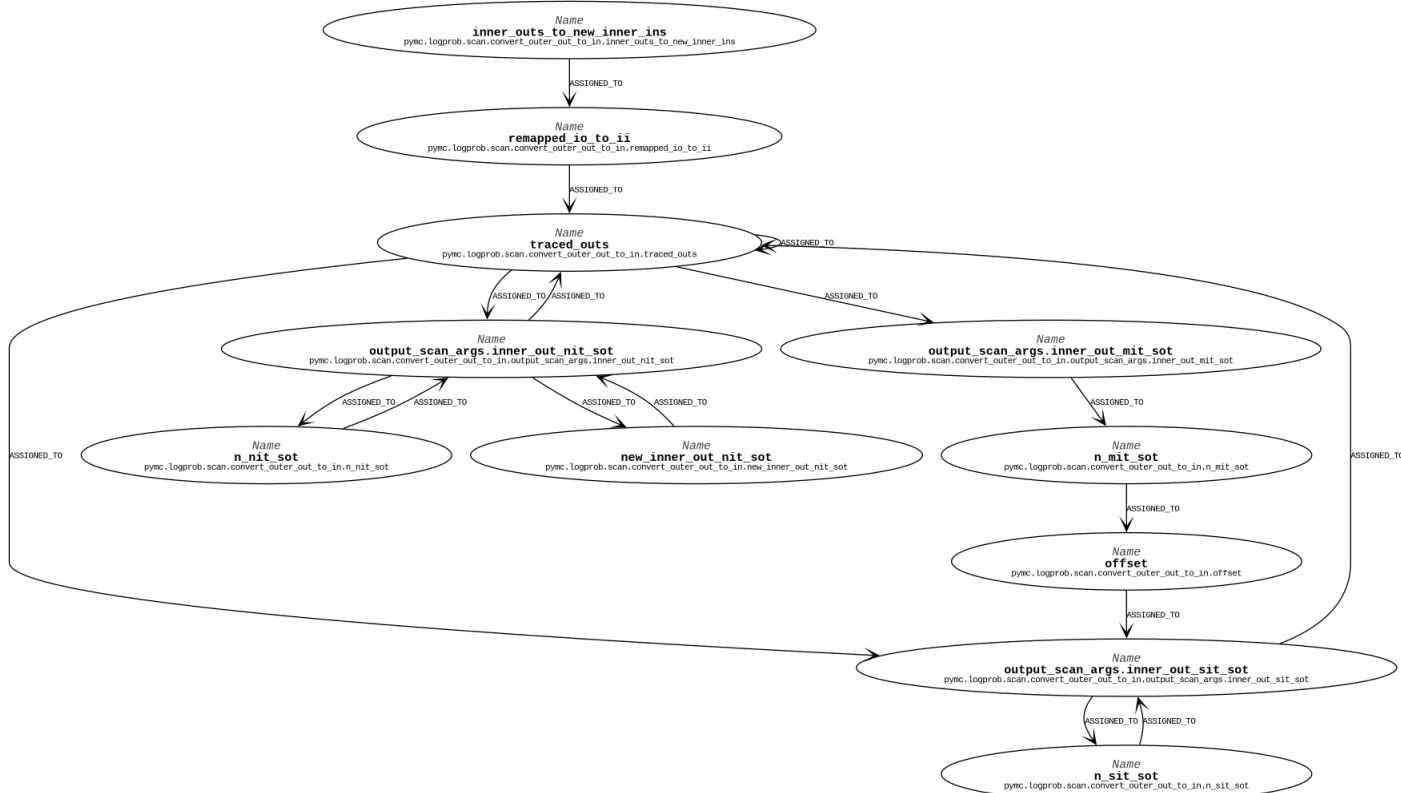 Name
inner_outs_to_new_inner_ins
pymc.logprob.scan.convert_outer_out_to_in.inner_outs_to_new_inner_ins
ASSIGNED_TO
Name
remapped_io_to_ii
pymc.logprob.scan.convert_outer_out_to_in.remapped_io_to_ii
ASSIGNED_TO
Name
traced_outs
pymc.logprob.scan.convert_outer_out_to_in.traced_outs
ASSIGNED_TO
ASSIGNED_TO
ASSIGNED_TO
ASSIGNED_TO
Name
output_scan_args.inner_out_nit_sot
pymc.logprob.scan.convert_outer_out_to_in.output_scan_args.inner_out_nit_sot
Name
output_scan_args.inner_out_mit_sot
pymc.logprob.scan.convert_outer_out_to_in.output_scan_args.inner_out_mit_sot
ASSIGNED_TO
ASSIGNED_TO
ASSIGNED_TO
ASSIGNED_TO
ASSIGNED_TO
ASSIGNED_TO
Name
n_nit_sot
pymc.logprob.scan.convert_outer_out_to_in.n_nit_sot
Name
new_inner_out_nit_sot
pymc.logprob.scan.convert_outer_out_to_in.new_inner_out_nit_sot
Name
n_mit_sot
pymc.logprob.scan.convert_outer_out_to_in.n_mit_sot
ASSIGNED_TO
ASSIGNED_TO
Name
offset
pymc.logprob.scan.convert_outer_out_to_in.offset
ASSIGNED_TO
Name
output_scan_args.inner_out_sit_sot
pymc.logprob.scan.convert_outer_out_to_in.output_scan_args.inner_out_sit_sot
ASSIGNED_TO
ASSIGNED_TO
Name
n_sit_sot
pymc.logprob.scan.convert_outer_out_to_in.n_sit_sot